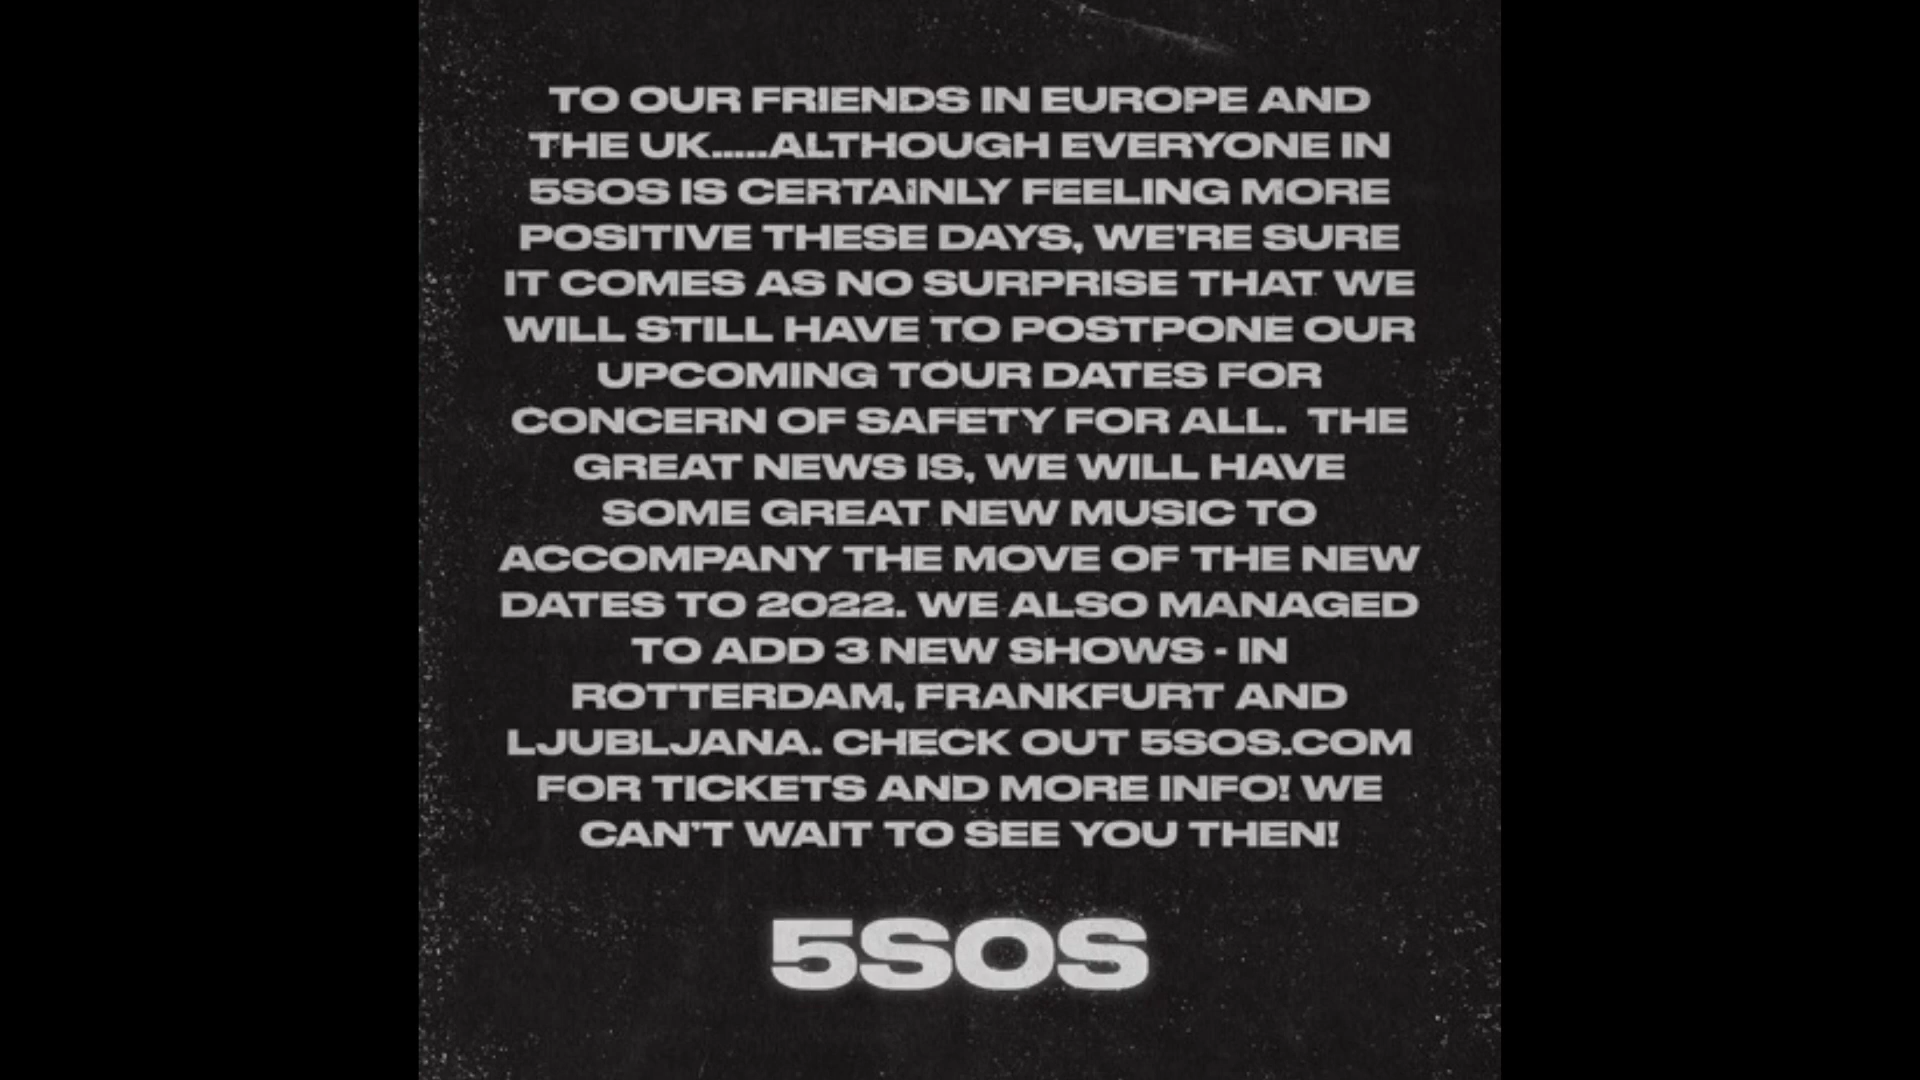 TO OUR FRIENDS IN EUROPE AND
THE UK.....ALTHOUGH EVERYONE IN
5SOS IS CERTAINLY FEELING MORE
POSITIVE THESE DAYS, WE'RE SURE
IT COMES AS NO SURPRISE THAT WE
WILL STILL HAVE TO POSTPONE OUR
UPCOMING TOUR DATES FOR
CONCERN OF SAFETY FOR ALL.  THE
GREAT NEWS IS, WE WILL HAVE
SOME GREAT NEW MUSIC TO
ACCOMPANY THE MOVE OF THE NEW
DATES TO 2022. WE ALSO MANAGED
TO ADD 3 NEW SHOWS - IN
ROTTERDAM, FRANKFURT AND
LJUBLJANA. CHECK OUT 5SOS.COM
FOR TICKETS AND MORE INFO! WE
CAN'T WAIT TO SEE YOU THEN!
5SOS